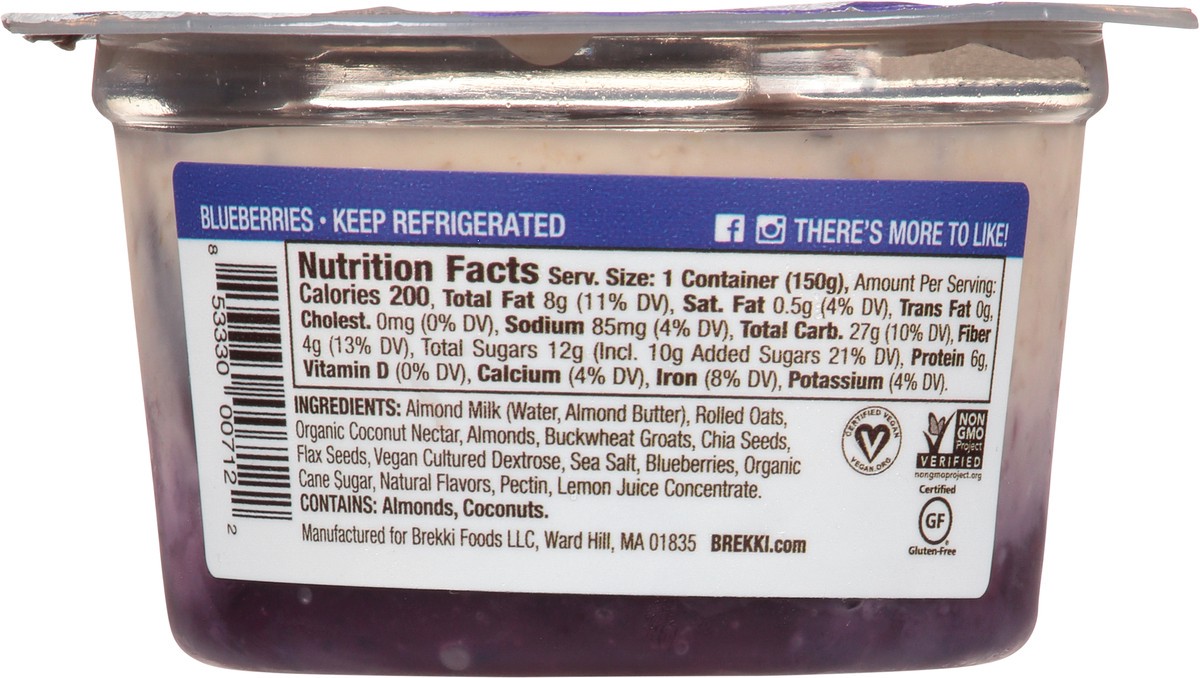 BLUEBERRIES • KEEP REFRIGERATED
THERE'S MORE TO LIKE!
8 53330 00712 2
Nutrition Facts Serv. Size: 1 Container (150g), Amount Per Serving:
Calories 200, Total Fat 8g (11% DV), Sat. Fat 0.5g (4% DV), Trans Fat 0g,
Cholest. 0mg (0% DV), Sodium 85mg (4% DV), Total Carb. 27g (10% DV), Fiber
4g (13% DV), Total Sugars 12g (Incl. 10g Added Sugars 21% DV), Protein 6g,
Vitamin D (0% DV), Calcium (4% DV), Iron (8% DV), Potassium (4% DV).
INGREDIENTS: Almond Milk (Water, Almond Butter), Rolled Oats,
Organic Coconut Nectar, Almonds, Buckwheat Groats, Chia Seeds,
Flax Seeds, Vegan Cultured Dextrose, Sea Salt, Blueberries, Organic
Cane Sugar, Natural Flavors, Pectin, Lemon Juice Concentrate.
CONTAINS: Almonds, Coconuts.
Manufactured for Brekki Foods LLC, Ward Hill, MA 01835 BREKKI.com
CERTIFIED VEGAN
V
VEGAN.ORG
NON
GMO
Project
VERIFIED
nongmoproject.org
Certified
GF
Gluten-Free